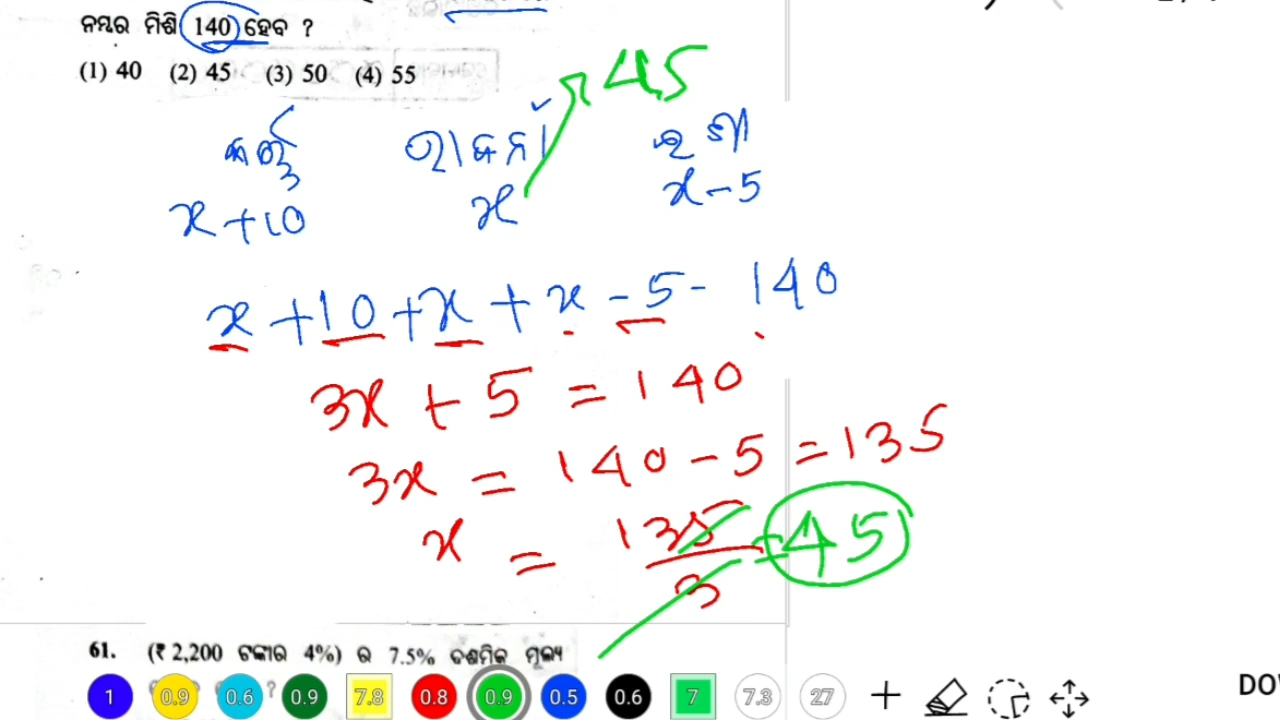 ନମ୍ବର ମିଶି 140 ହେବ ?
(1) 40 (2) 45 (3) 50 (4) 55
45
x+10 x x-5
x+10+x+x-5- 140
3x + 5 = 140
3x = 140-5 = 135
x = 135/3 = 45
61. (₹ 2,200 ଟଙ୍କାର 4%) ର 7.5% ଦଶମିକ ମୂଲ୍ୟ
?
1 0.9 0.6 0.9 7.8 0.8 0.9 0.5 0.6 7 7.3 27
DO